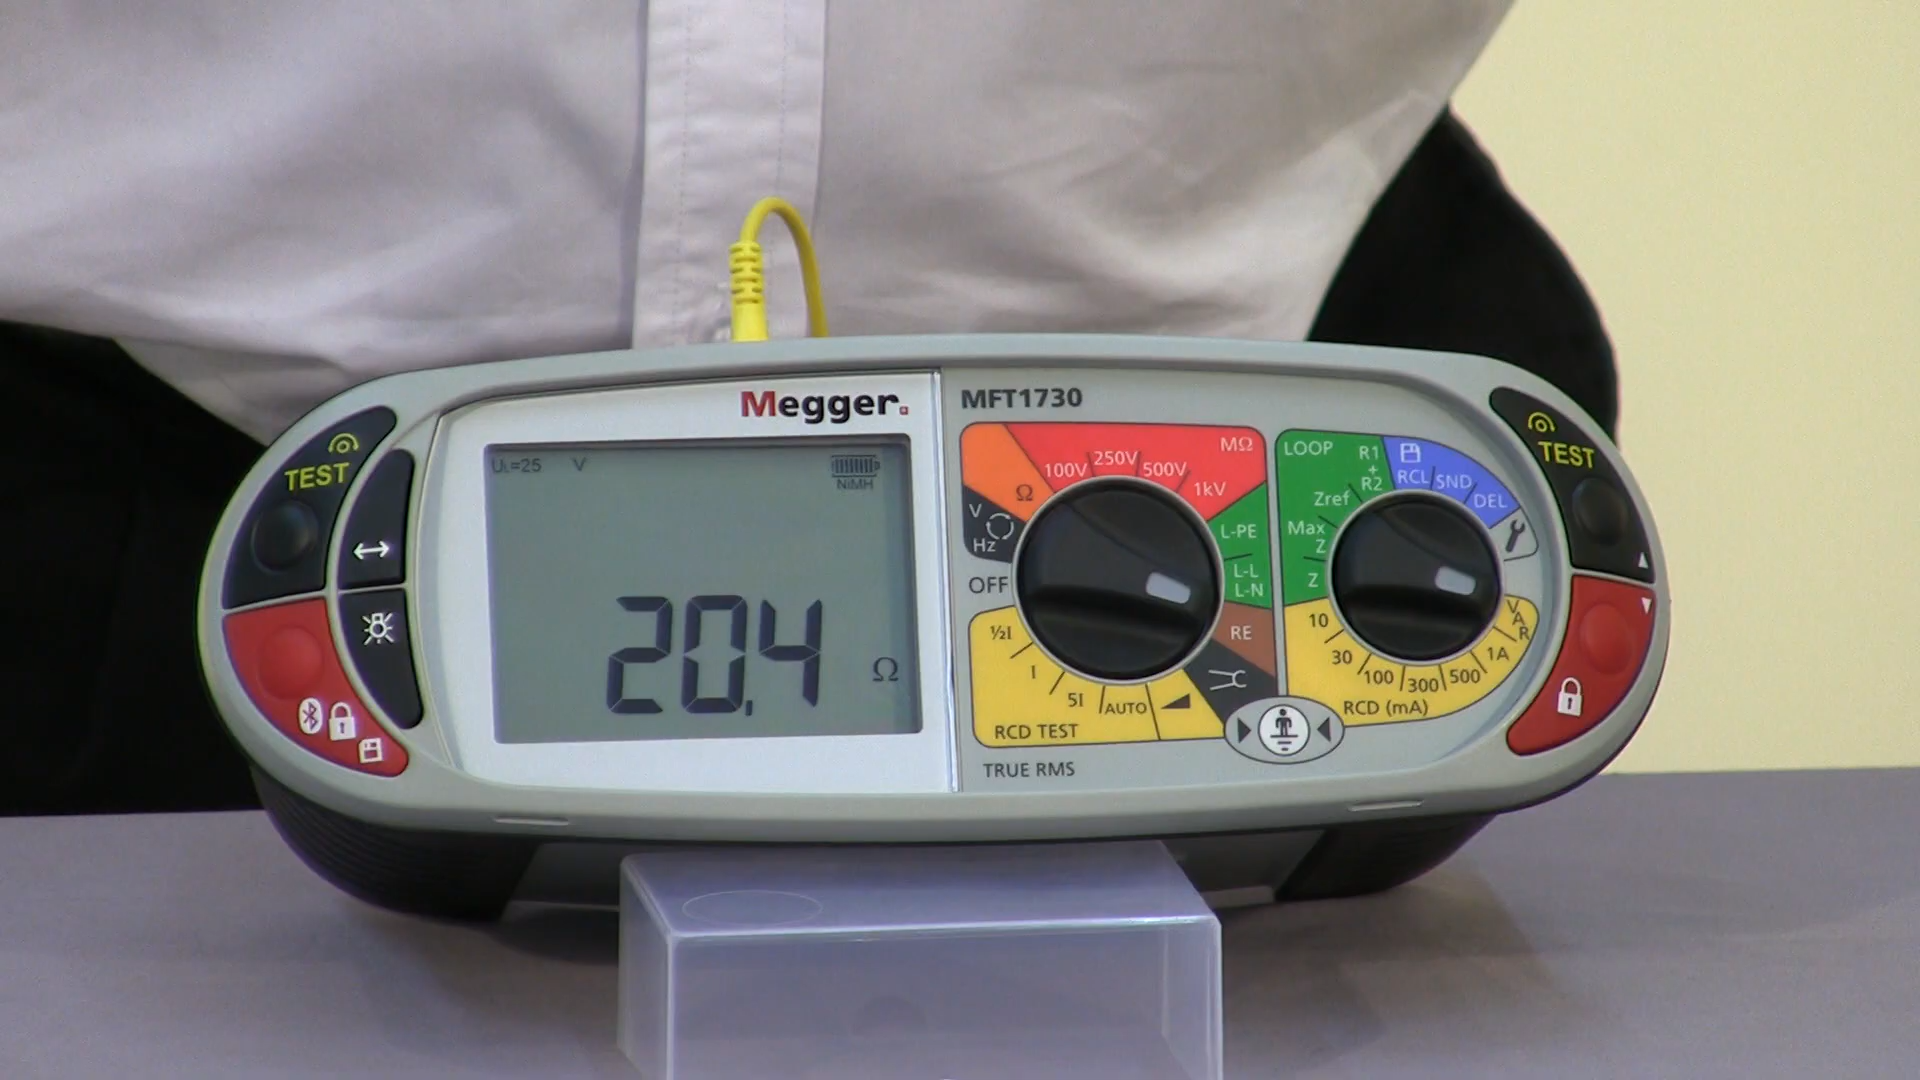 Megger.
MFT1730
TEST
UL=25 V
NiMH
20.4 Ω
MΩ
100V 250V 500V 1kV
Ω
V
Hz
OFF
L-PE
L-L
L-N
RE
½I
I
5I
AUTO
RCD TEST
TRUE RMS
LOOP
R1
+
R2
Zref
Max
Z
Z
RCL SND DEL
10
30
100 300 500
1A
VAR
RCD (mA)
TEST